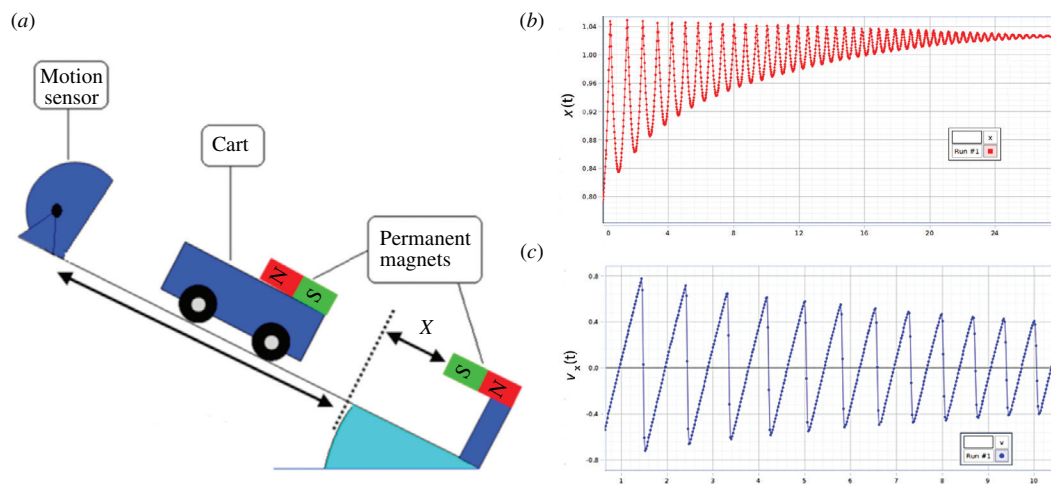 (a)
Motion
sensor
Cart
Permanent
magnets
N
S
X
S
N
(b)
1.04
1.00
0.96
0.92
0.88
0.84
0.80
x(t)
x
Run #1
0 4 8 12 16 20 24
(c)
0.8
0.4
0.0
-0.4
-0.8
vx(t)
v
Run #1
1 2 3 4 5 6 7 8 9 10